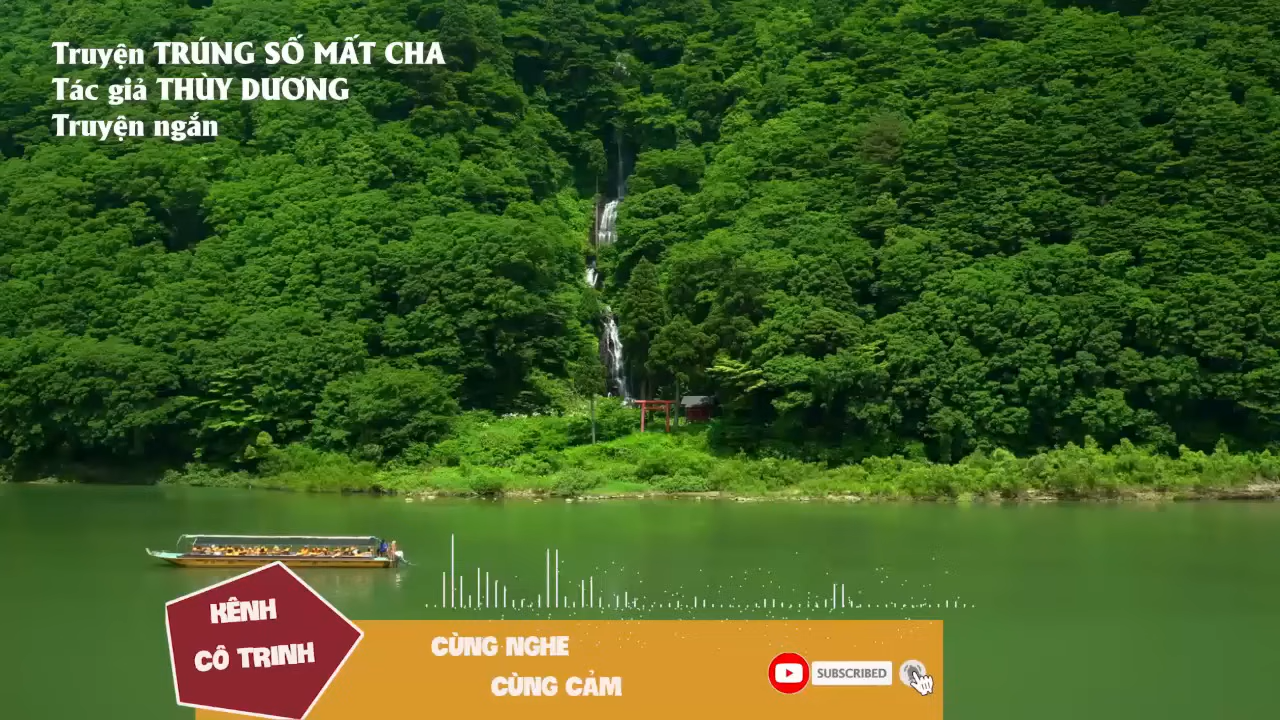 Truyện TRÚNG SỐ MẤT CHA
Tác giả THÙY DƯƠNG
Truyện ngắn
KÊNH
CÔ TRINH
CÙNG NGHE
CÙNG CẢM
SUBSCRIBED